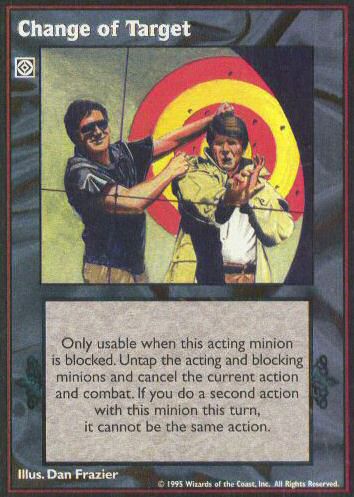 Change of Target
Only usable when this acting minion
is blocked. Untap the acting and blocking
minions and cancel the current action
and combat. If you do a second action
with this minion this turn,
it cannot be the same action.
Illus. Dan Frazier
© 1995 Wizards of the Coast, Inc. All Rights Reserved.